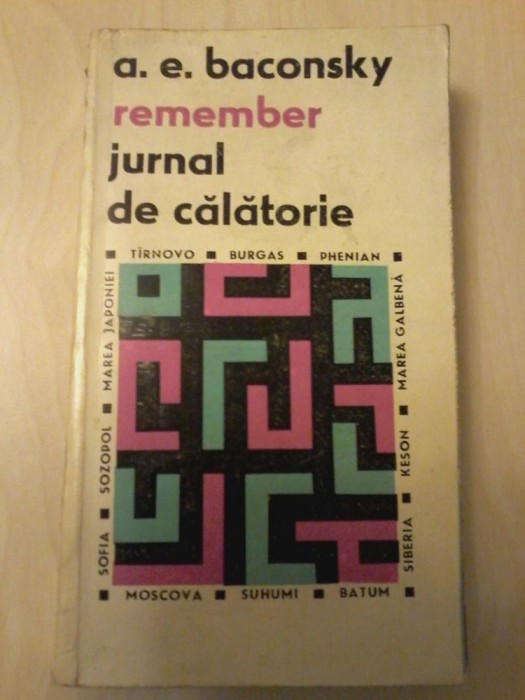 a. e. baconsky
remember
jurnal
de călătorie
TÎRNOVO ■ BURGAS ■ PHENIAN
MAREA GALBENĂ
KESON
SIBERIA
MOSCOVA ■ SUHUMI ■ BATUM
SOFIA ■ SOZOPOL ■ MAREA JAPONIEI